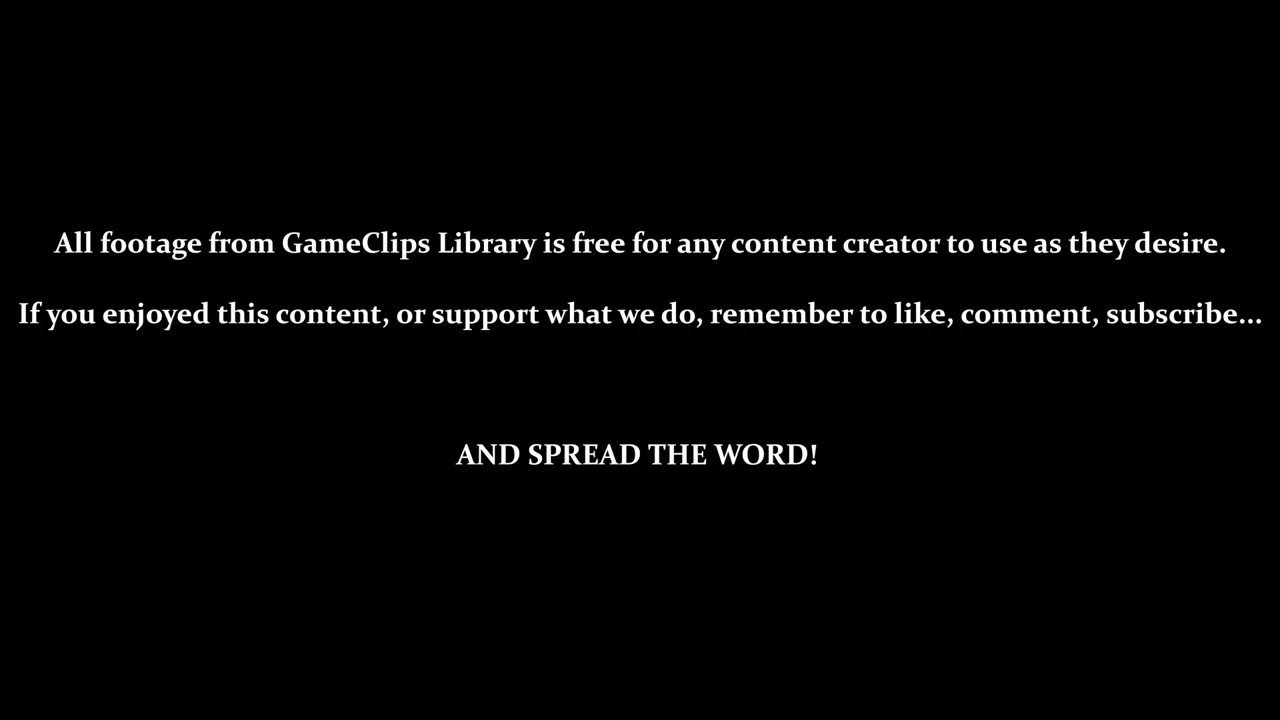 All footage from GameClips Library is free for any content creator to use as they desire.
If you enjoyed this content, or support what we do, remember to like, comment, subscribe...
AND SPREAD THE WORD!